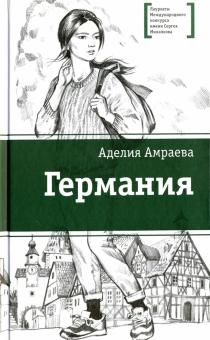 Лауреаты
Международного
конкурса
имени Сергея
Михалкова
Аделия Амраева
Германия